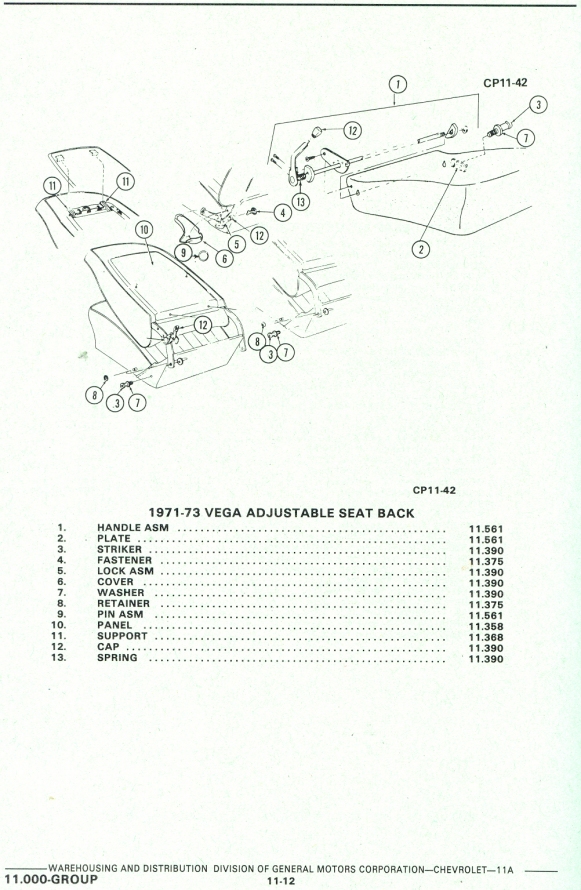 CP11-42
1
3
12
7
11
11
13
4
10
12
5
2
9
6
12
8
3
7
8
3
7
CP11-42
1971-73 VEGA ADJUSTABLE SEAT BACK
1. HANDLE ASM 11.561
2. PLATE 11.561
3. STRIKER 11.390
4. FASTENER 11.375
5. LOCK ASM 11.390
6. COVER 11.390
7. WASHER 11.390
8. RETAINER 11.375
9. PIN ASM 11.561
10. PANEL 11.358
11. SUPPORT 11.368
12. CAP 11.390
13. SPRING 11.390
WAREHOUSING AND DISTRIBUTION DIVISION OF GENERAL MOTORS CORPORATION—CHEVROLET—11A
11.000-GROUP
11-12